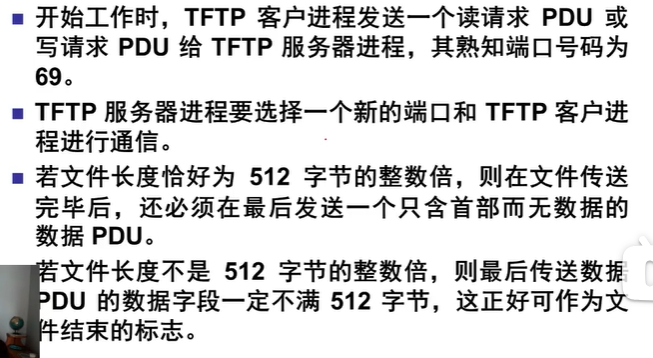 开始工作时，TFTP 客户进程发送一个读请求 PDU 或
写请求 PDU 给 TFTP 服务器进程，其熟知端口号码为
69。
TFTP 服务器进程要选择一个新的端口和 TFTP 客户进
程进行通信。
若文件长度恰好为 512 字节的整数倍，则在文件传送
完毕后，还必须在最后发送一个只含首部而无数据的
数据 PDU。
若文件长度不是 512 字节的整数倍，则最后传送数据
PDU 的数据字段一定不满 512 字节，这正好可作为文
件结束的标志。